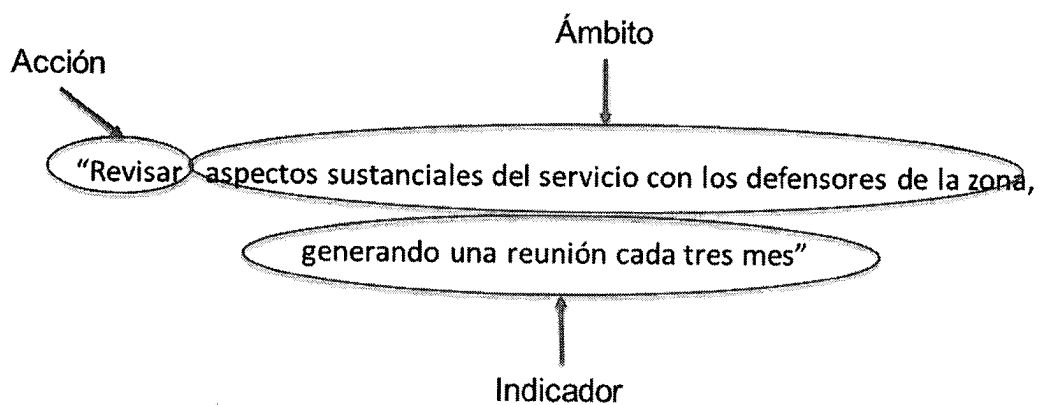 Ámbito
Acción
“Revisar aspectos sustanciales del servicio con los defensores de la zona,
generando una reunión cada tres mes”
Indicador